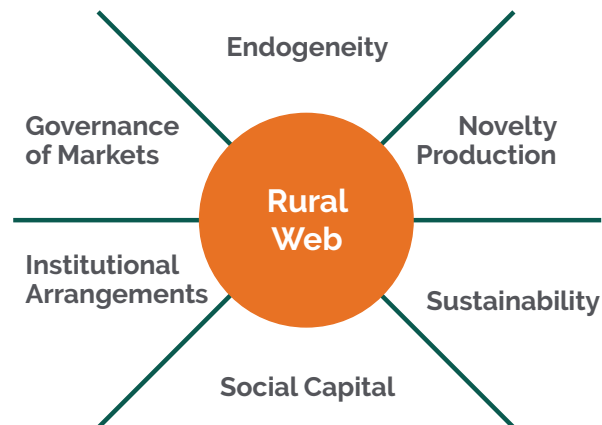 Endogeneity
Governance
of Markets
Novelty
Production
Rural
Web
Institutional
Arrangements
Sustainability
Social Capital